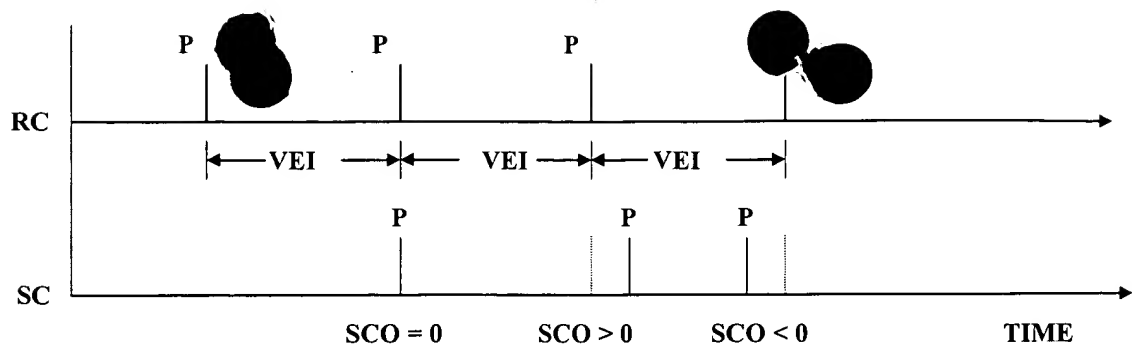 P P P
RC
VEI VEI VEI
P P P
SC
SCO = 0 SCO > 0 SCO < 0 TIME